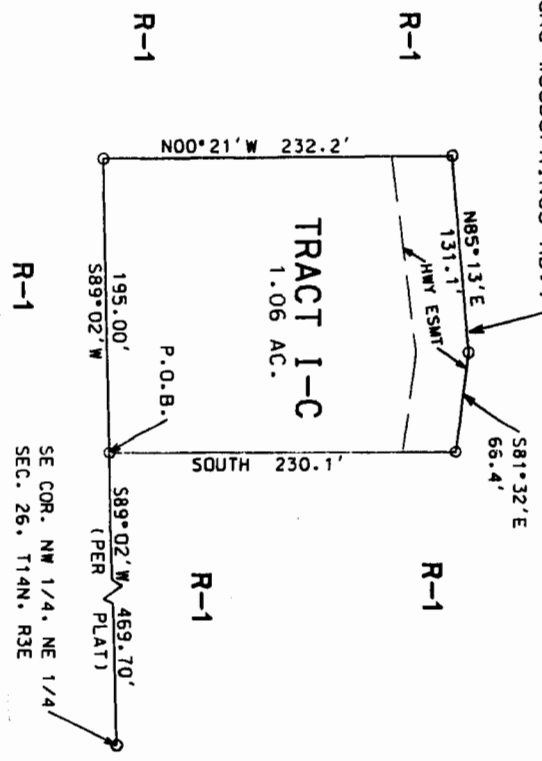 R-1
R-1
N00°21'W 232.2'
N85°13'E
131.1'
HWY ESMT
S81°32'E
66.4'
TRACT I-C
1.06 AC.
195.00'
S89°02'W
P.O.B.
SOUTH 230.1'
R-1
R-1
R-1
S89°02'W 469.70'
(PER PLAT)
SE COR. NW 1/4, NE 1/4
SEC. 26, T14N, R3E